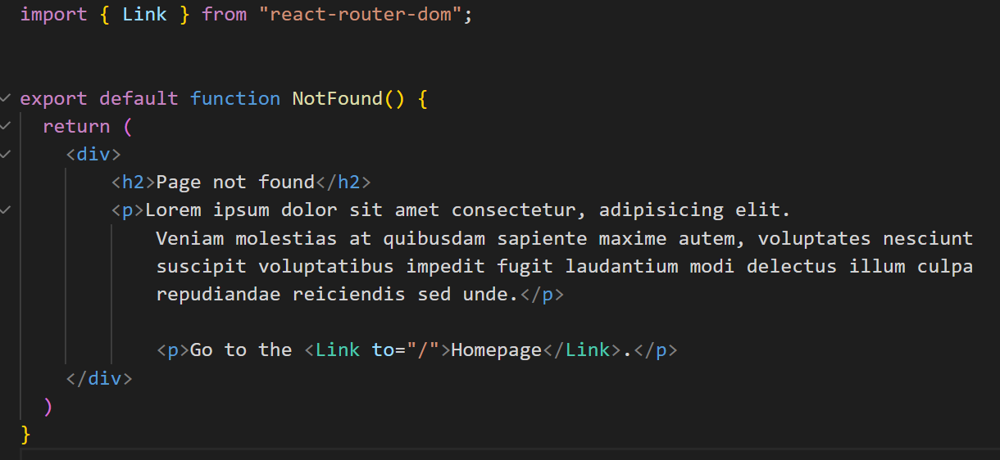 import { Link } from "react-router-dom";
export default function NotFound() {
return (
<div>
<h2>Page not found</h2>
<p>Lorem ipsum dolor sit amet consectetur, adipisicing elit.
Veniam molestias at quibusdam sapiente maxime autem, voluptates nesciunt
suscipit voluptatibus impedit fugit laudantium modi delectus illum culpa
repudiandae reiciendis sed unde.</p>
<p>Go to the <Link to="/">Homepage</Link>.</p>
</div>
)
}